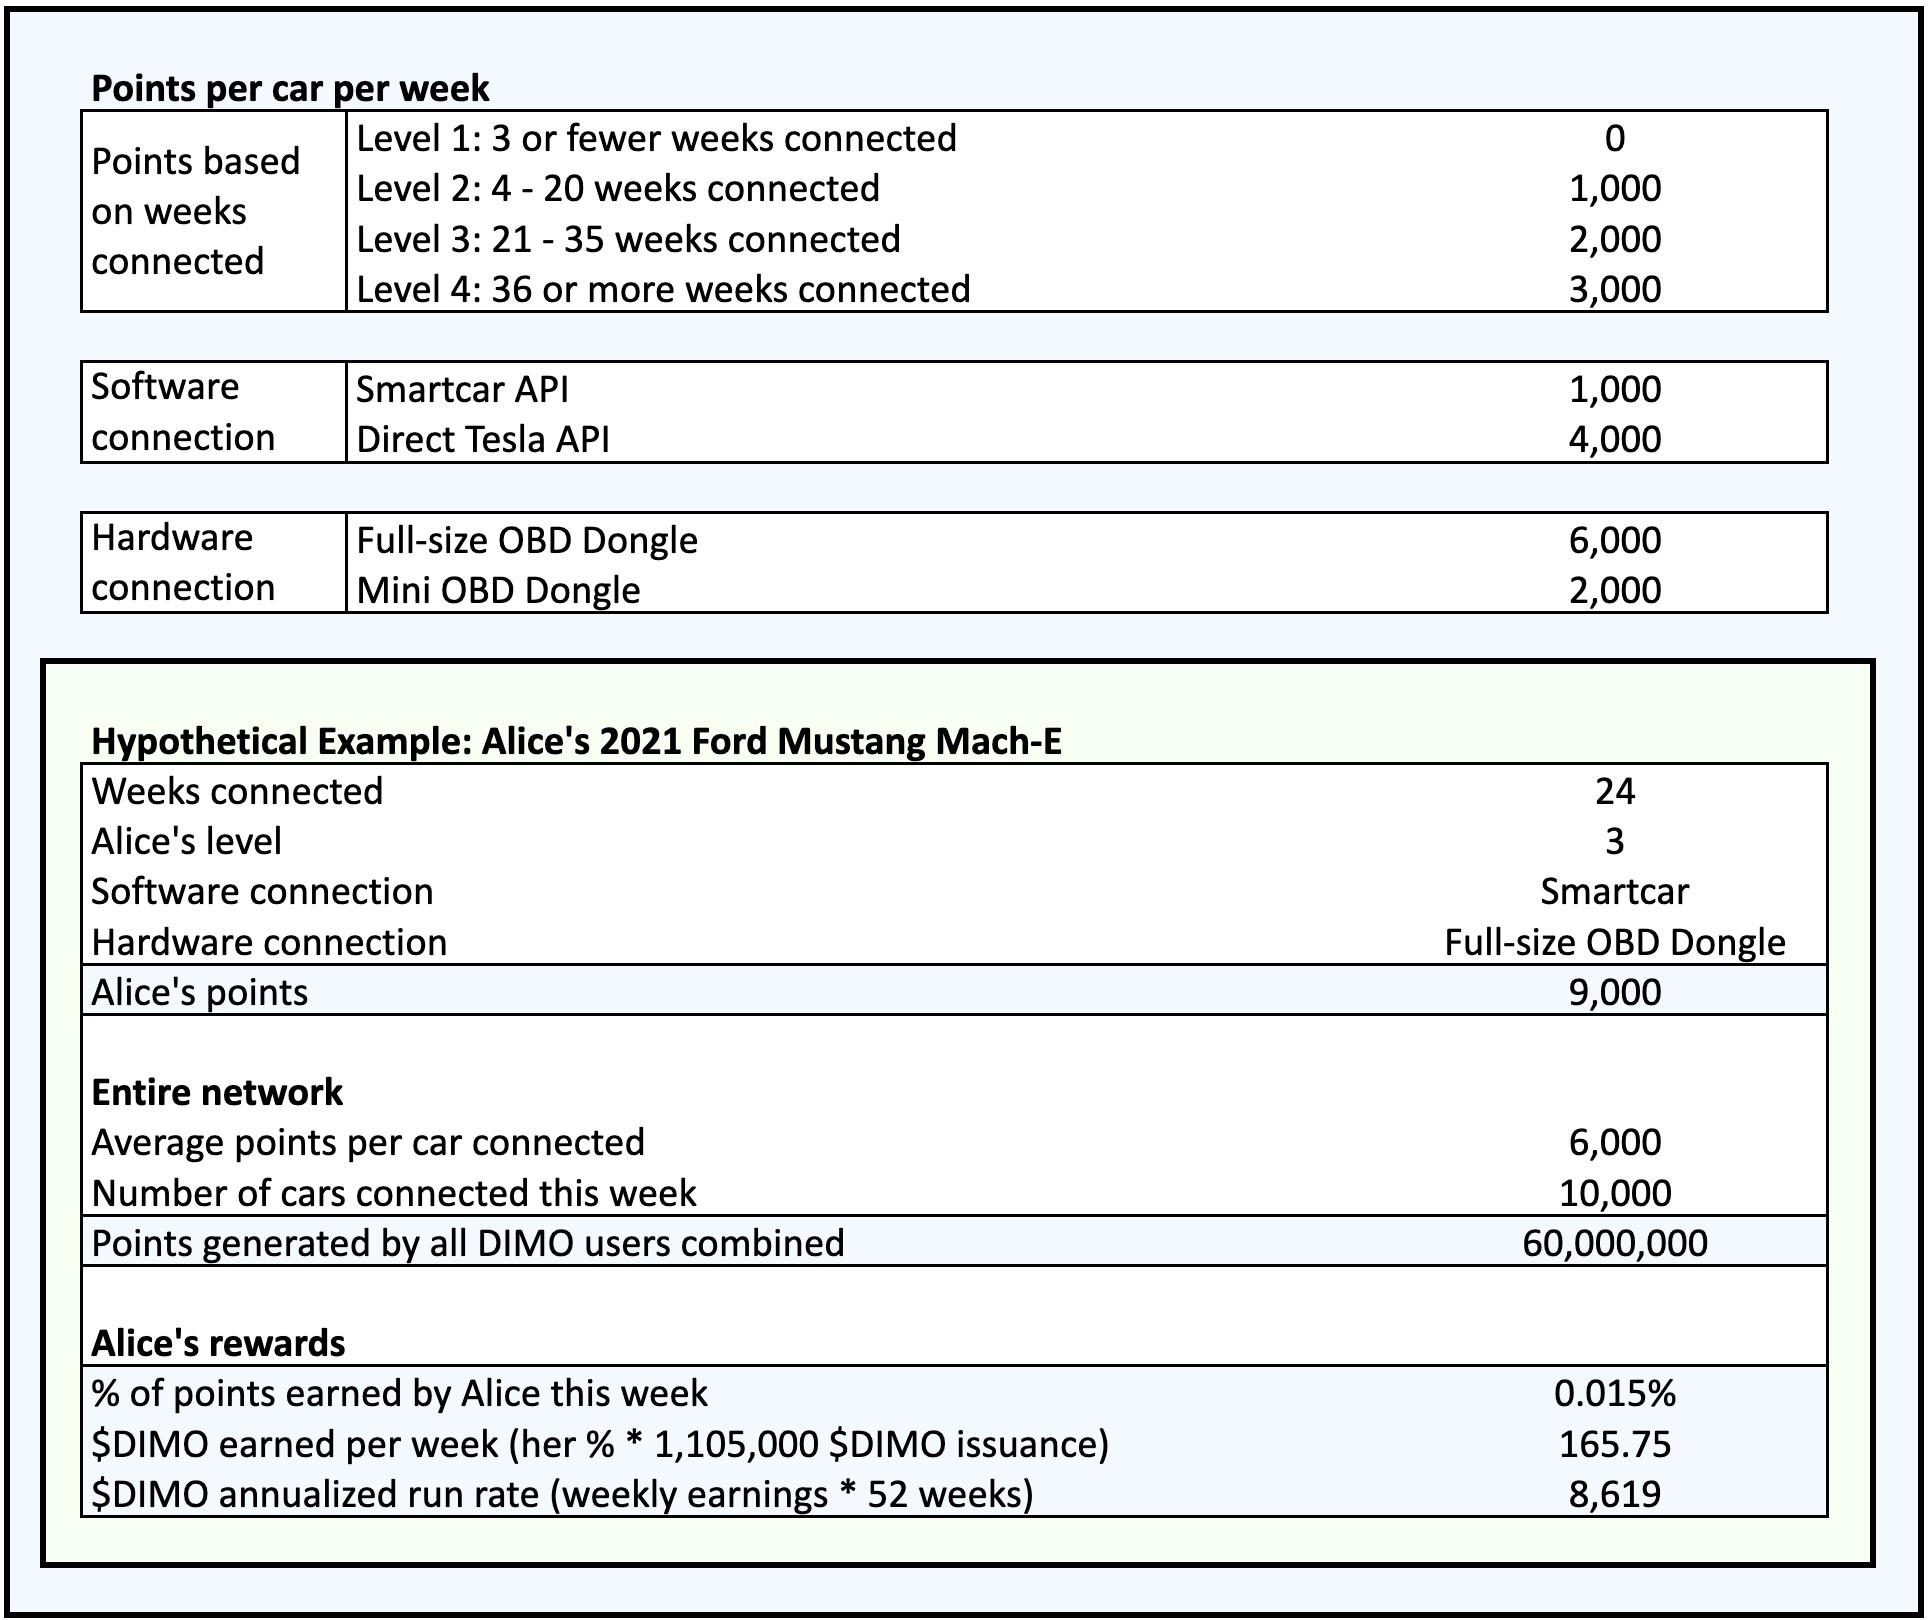 Points per car per week
Points based
on weeks
connected
Level 1: 3 or fewer weeks connected 0
Level 2: 4 - 20 weeks connected 1,000
Level 3: 21 - 35 weeks connected 2,000
Level 4: 36 or more weeks connected 3,000
Software
connection
Smartcar API 1,000
Direct Tesla API 4,000
Hardware
connection
Full-size OBD Dongle 6,000
Mini OBD Dongle 2,000
Hypothetical Example: Alice's 2021 Ford Mustang Mach-E
Weeks connected 24
Alice's level 3
Software connection Smartcar
Hardware connection Full-size OBD Dongle
Alice's points 9,000
Entire network
Average points per car connected 6,000
Number of cars connected this week 10,000
Points generated by all DIMO users combined 60,000,000
Alice's rewards
% of points earned by Alice this week 0.015%
$DIMO earned per week (her % * 1,105,000 $DIMO issuance) 165.75
$DIMO annualized run rate (weekly earnings * 52 weeks) 8,619